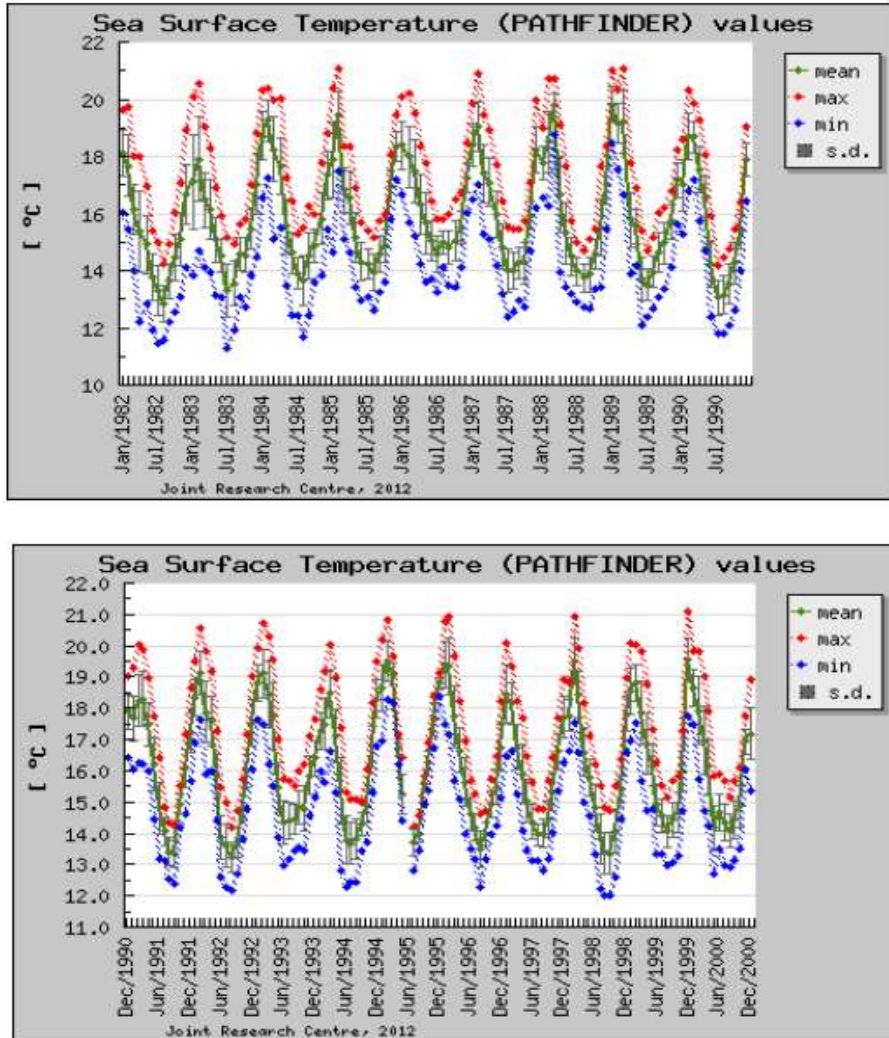 Sea Surface Temperature (PATHFINDER) values
22
20
18
16
14
12
10
[ °C ]
mean
max
min
s.d.
Jan/1982
Jul/1982
Jan/1983
Jul/1983
Jan/1984
Jul/1984
Jan/1985
Jul/1985
Jan/1986
Jul/1986
Jan/1987
Jul/1987
Jan/1988
Jul/1988
Jan/1989
Jul/1989
Jan/1990
Jul/1990
Joint Research Centre, 2012
Sea Surface Temperature (PATHFINDER) values
22.0
21.0
20.0
19.0
18.0
17.0
16.0
15.0
14.0
13.0
12.0
11.0
[ °C ]
mean
max
min
s.d.
Dec/1990
Jun/1991
Dec/1991
Jun/1992
Dec/1992
Jun/1993
Dec/1993
Jun/1994
Dec/1994
Jun/1995
Dec/1995
Jun/1996
Dec/1996
Jun/1997
Dec/1997
Jun/1998
Dec/1998
Jun/1999
Dec/1999
Jun/2000
Dec/2000
Joint Research Centre, 2012